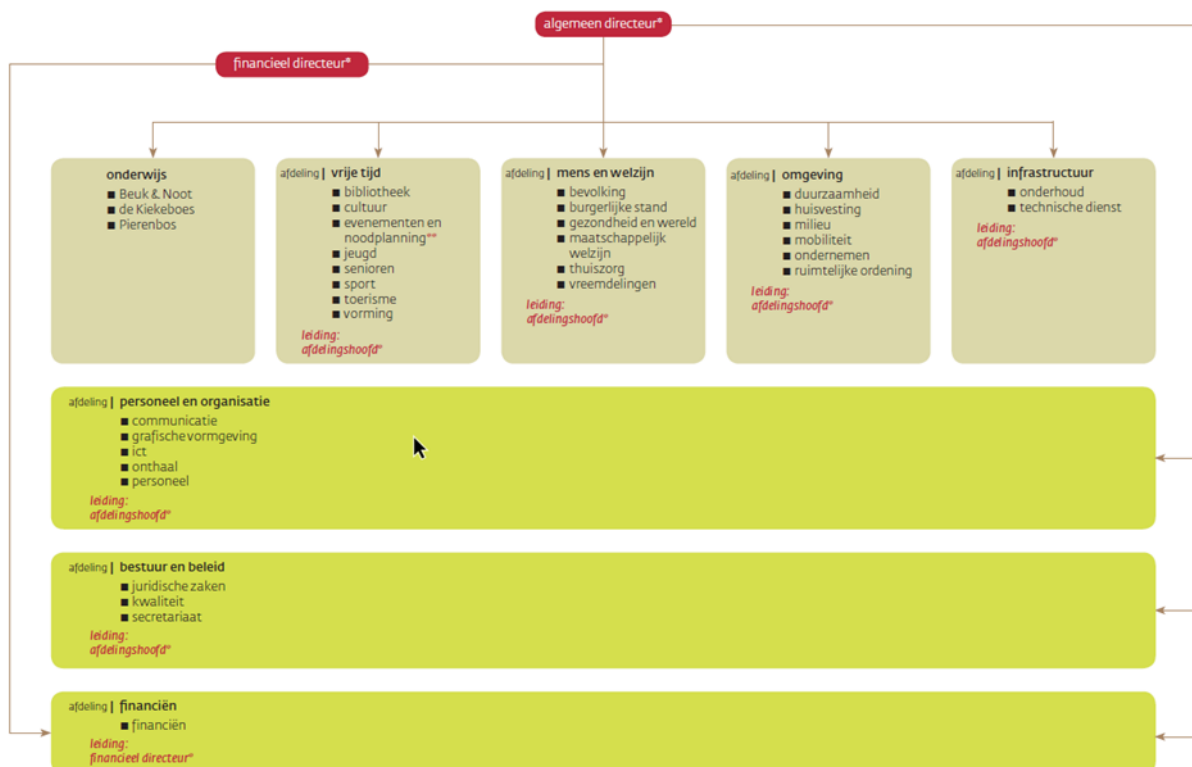 algemeen directeur*
financieel directeur*
onderwijs
■ Beuk & Noot
■ de Kiekeboes
■ Pierenbos
afdeling | vrije tijd
■ bibliotheek
■ cultuur
■ evenementen en
noodplanning**
■ jeugd
■ senioren
■ sport
■ toerisme
■ vorming
leiding:
afdelingshoofd*
afdeling | mens en welzijn
■ bevolking
■ burgerlijke stand
■ gezondheid en wereld
■ maatschappelijk
welzijn
■ thuiszorg
■ vreemdelingen
leiding:
afdelingshoofd*
afdeling | omgeving
■ duurzaamheid
■ huisvesting
■ milieu
■ mobiliteit
■ ondernemen
■ ruimtelijke ordening
leiding:
afdelingshoofd*
afdeling | infrastructuur
■ onderhoud
■ technische dienst
leiding:
afdelingshoofd*
afdeling | personeel en organisatie
■ communicatie
■ grafische vormgeving
■ ict
■ onthaal
■ personeel
leiding:
afdelingshoofd*
afdeling | bestuur en beleid
■ juridische zaken
■ kwaliteit
■ secretariaat
leiding:
afdelingshoofd*
afdeling | financiën
■ financiën
leiding:
financieel directeur*